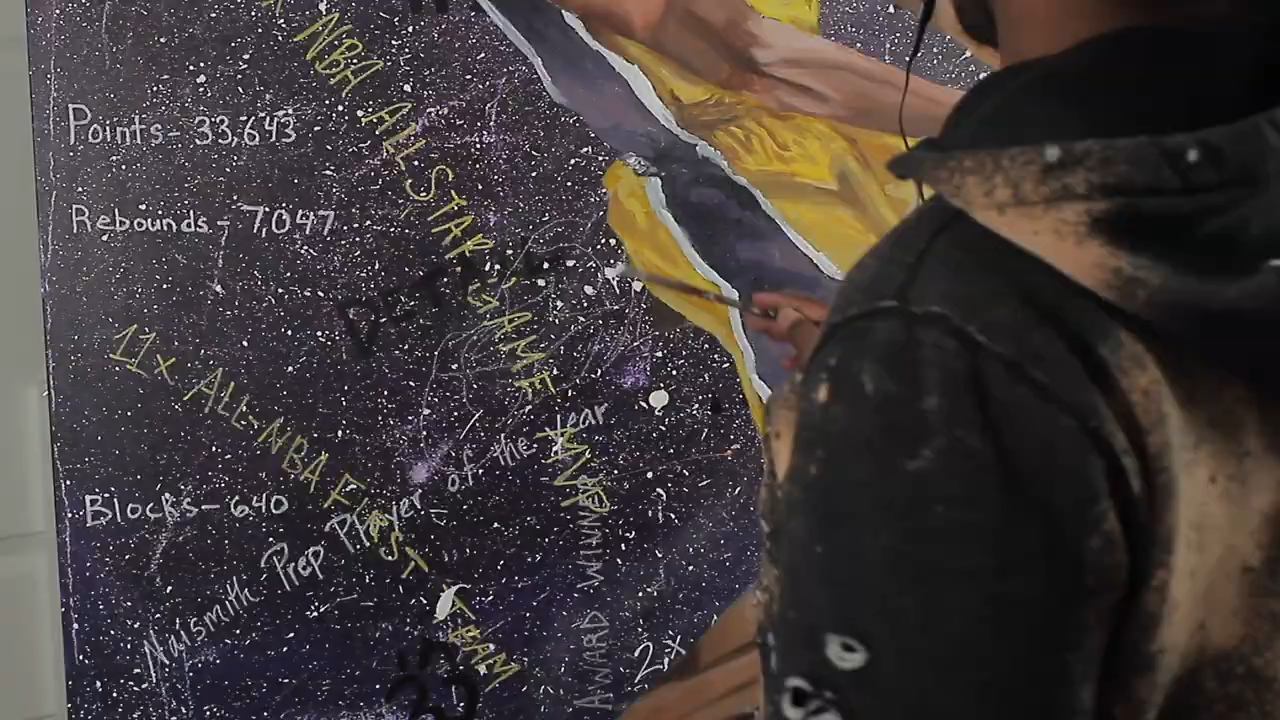 NBA ALL STAR GAME MVP
Points- 33,643
Rebounds- 7,047
11x ALL-NBA FIRST TEAM
Blocks- 640
Naismith Prep Player of the Year
AWARD WINNER
2x